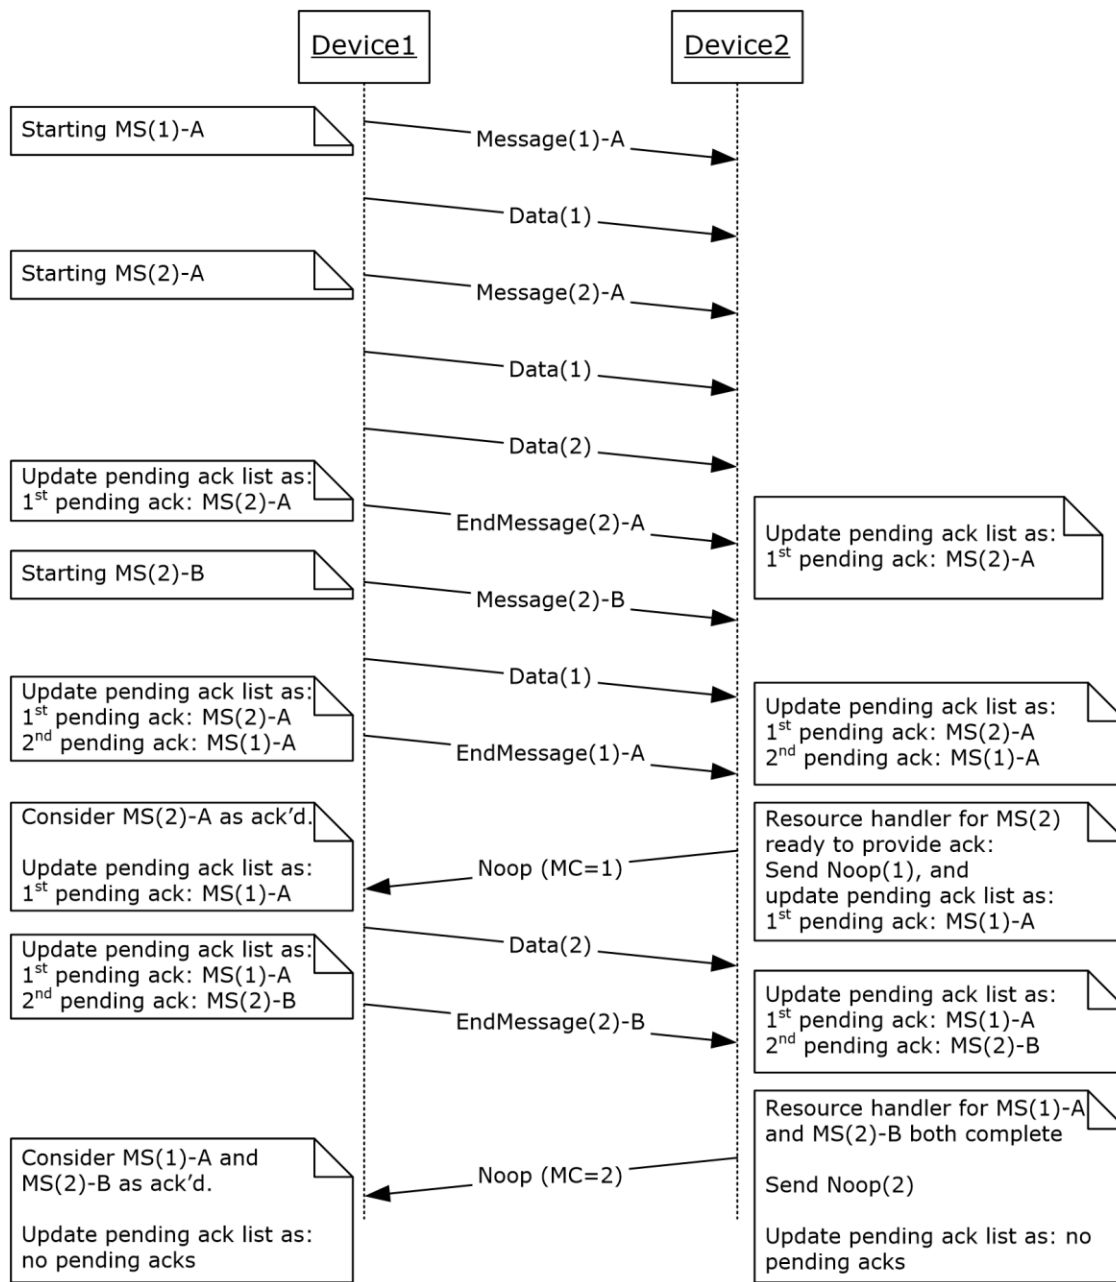 Device1
Device2
Starting MS(1)-A
Message(1)-A
Data(1)
Starting MS(2)-A
Message(2)-A
Data(1)
Data(2)
Update pending ack list as:
1st pending ack: MS(2)-A
EndMessage(2)-A
Update pending ack list as:
1st pending ack: MS(2)-A
Starting MS(2)-B
Message(2)-B
Data(1)
Update pending ack list as:
1st pending ack: MS(2)-A
2nd pending ack: MS(1)-A
EndMessage(1)-A
Update pending ack list as:
1st pending ack: MS(2)-A
2nd pending ack: MS(1)-A
Consider MS(2)-A as ack’d.
Update pending ack list as:
1st pending ack: MS(1)-A
Noop (MC=1)
Resource handler for MS(2)
ready to provide ack:
Send Noop(1), and
update pending ack list as:
1st pending ack: MS(1)-A
Data(2)
Update pending ack list as:
1st pending ack: MS(1)-A
2nd pending ack: MS(2)-B
EndMessage(2)-B
Update pending ack list as:
1st pending ack: MS(1)-A
2nd pending ack: MS(2)-B
Consider MS(1)-A and
MS(2)-B as ack’d.
Update pending ack list as:
no pending acks
Noop (MC=2)
Resource handler for MS(1)-A
and MS(2)-B both complete
Send Noop(2)
Update pending ack list as: no
pending acks